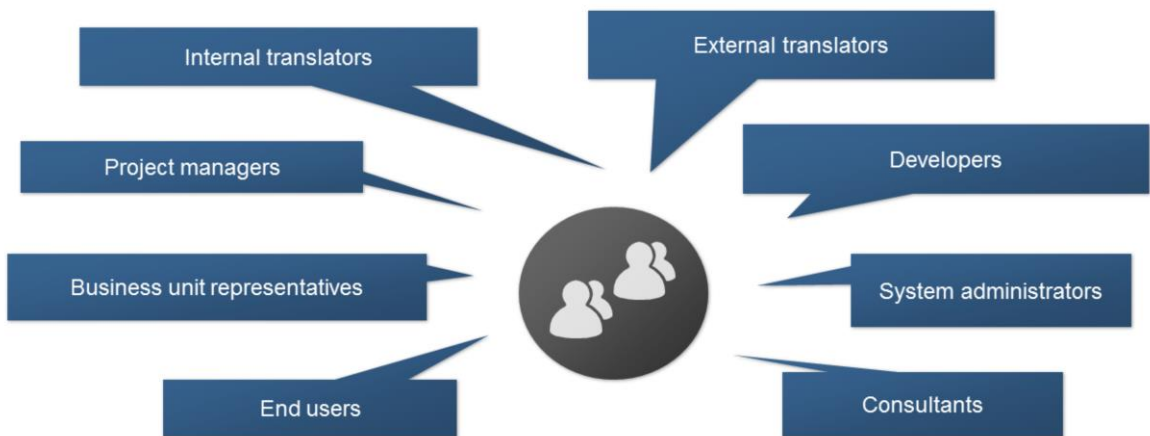 Internal translators
External translators
Project managers
Developers
Business unit representatives
System administrators
End users
Consultants